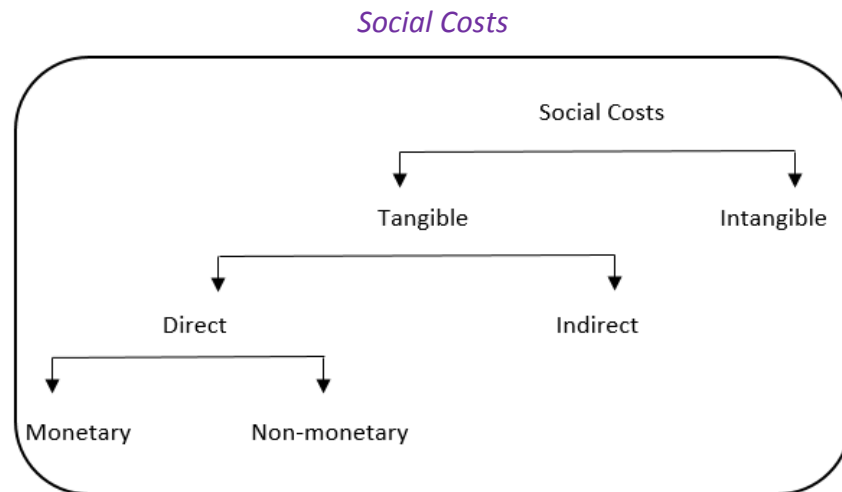 Social Costs
Social Costs
Tangible Intangible
Direct Indirect
Monetary Non-monetary